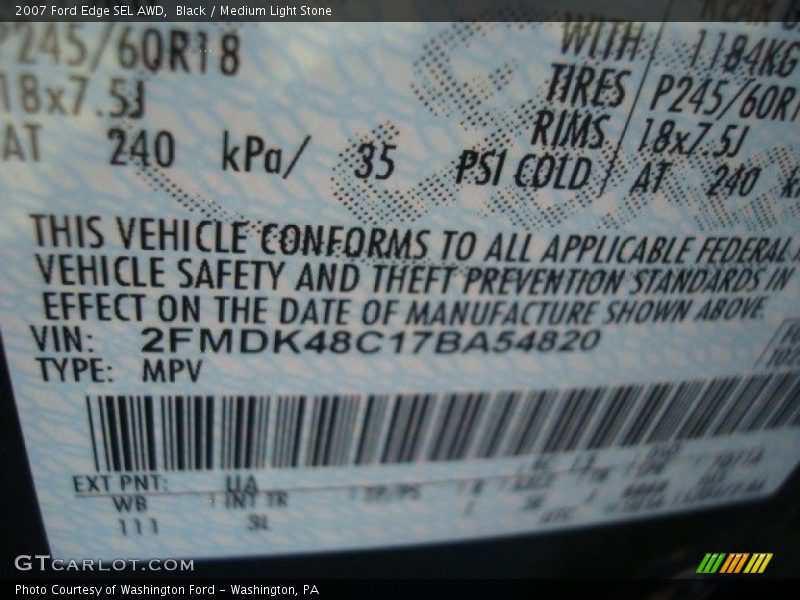 2007 Ford Edge SEL AWD,  Black / Medium Light Stone
P245/60R18 WITH 1184KG
18x7.5J TIRES P245/60R1
AT 240 kPa/ 35 PSI COLD RIMS 18x7.5J
AT 240
THIS VEHICLE CONFORMS TO ALL APPLICABLE FEDERAL
VEHICLE SAFETY AND THEFT PREVENTION STANDARDS IN
EFFECT ON THE DATE OF MANUFACTURE SHOWN ABOVE.
VIN: 2FMDK48C17BA54820
TYPE: MPV
EXT PNT: UA
WB INT TR
111 SL
GTCARLOT.COM
Photo Courtesy of Washington Ford - Washington, PA